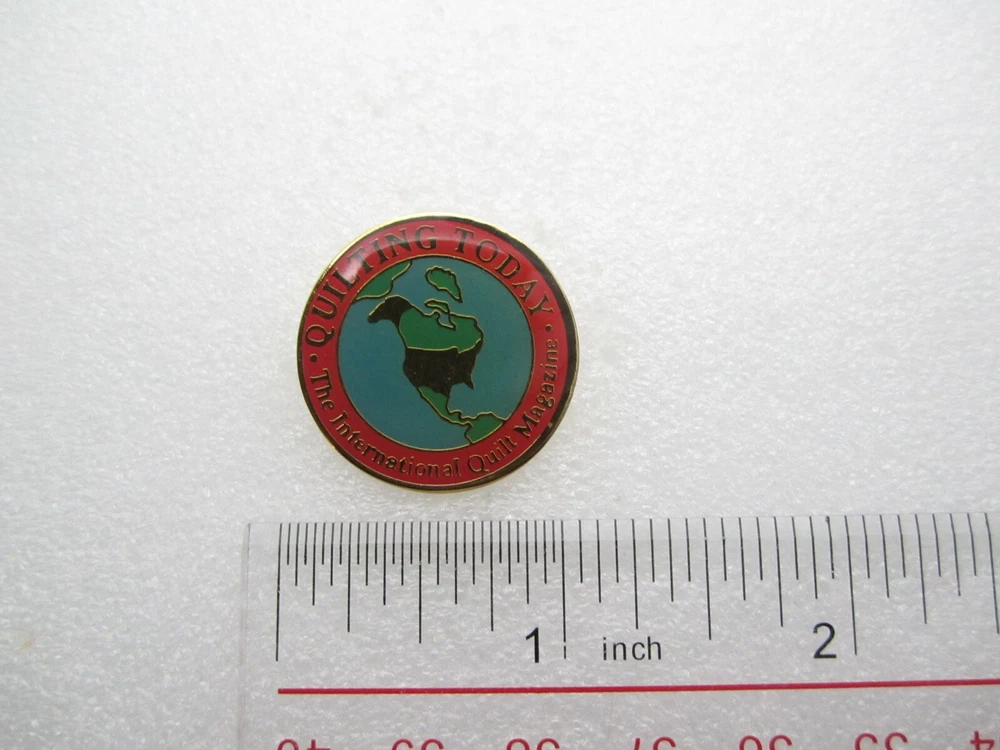 QUILTING TODAY
• The International Quilt Magazine •
1 inch 2